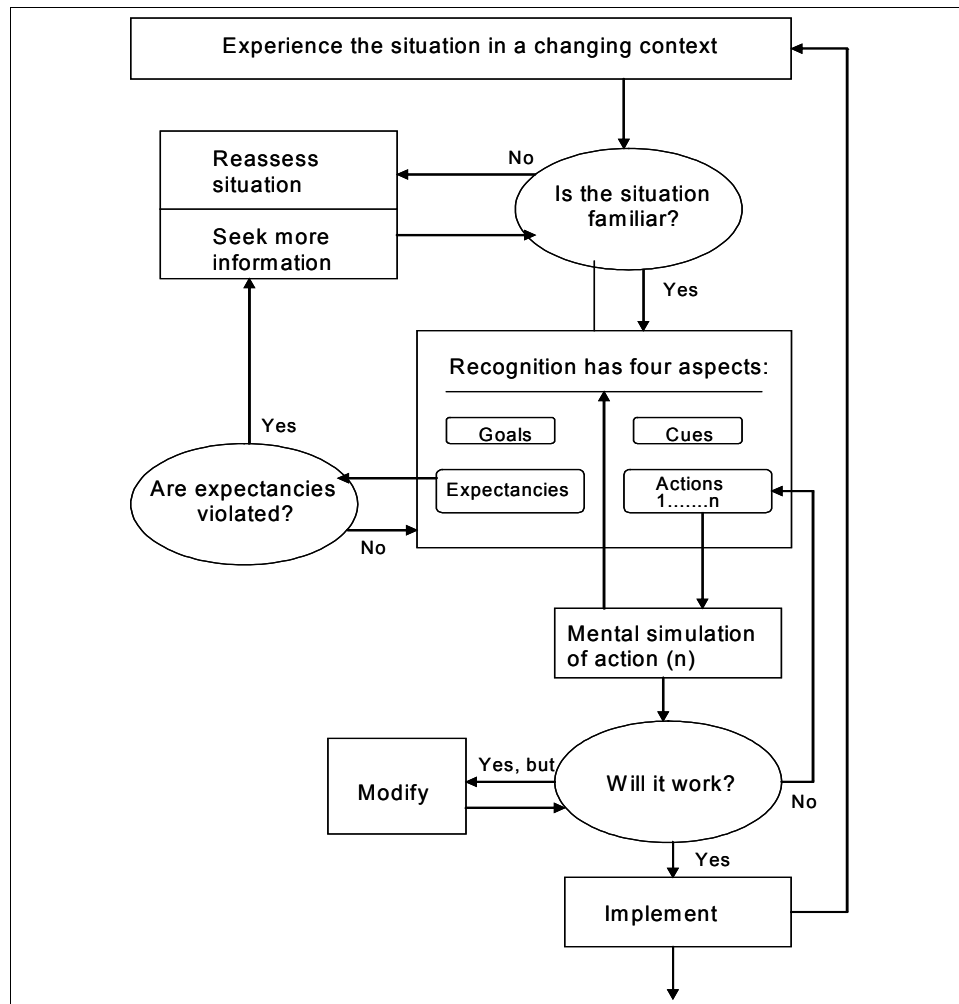 Experience the situation in a changing context
Reassess
situation
No
Is the situation
familiar?
Seek more
information
Yes
Recognition has four aspects:
Goals
Cues
Yes
Are expectancies
violated?
Expectancies
Actions
1.......n
No
Mental simulation
of action (n)
Yes, but
Modify
Will it work?
No
Yes
Implement